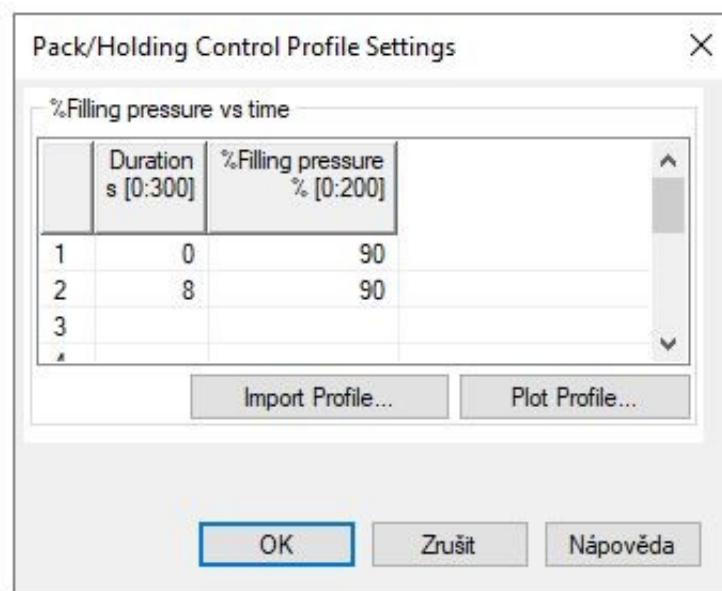 Pack/Holding Control Profile Settings
%Filling pressure vs time
Duration %Filling pressure
s [0:300] % [0:200]
1 0 90
2 8 90
3
4
Import Profile... Plot Profile...
OK Zrušit Nápověda